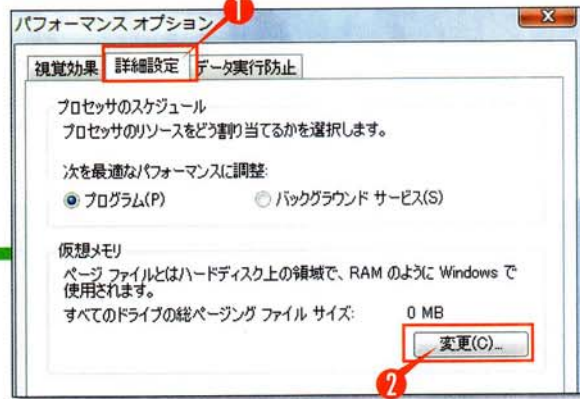 パフォーマンス オプション
1
視覚効果 詳細設定 データ実行防止
プロセッサのスケジュール
プロセッサのリソースをどう割り当てるかを選択します。
次を最適なパフォーマンスに調整:
プログラム(P) バックグラウンド サービス(S)
仮想メモリ
ページ ファイルとはハードディスク上の領域で、RAM のように Windows で
使用されます。
すべてのドライブの総ページング ファイル サイズ: 0 MB
変更(C)...
2